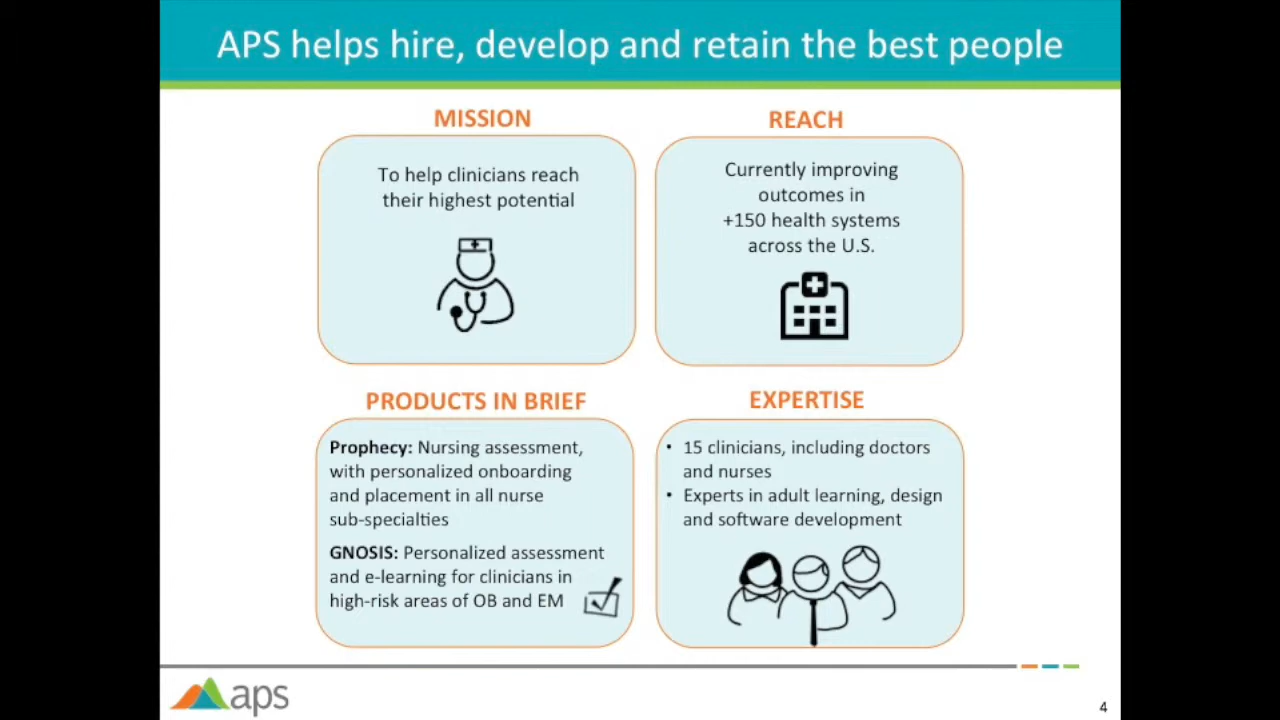 APS helps hire, develop and retain the best people
MISSION
To help clinicians reach
their highest potential
REACH
Currently improving
outcomes in
+150 health systems
across the U.S.
PRODUCTS IN BRIEF
Prophecy: Nursing assessment,
with personalized onboarding
and placement in all nurse
sub-specialties
GNOSIS: Personalized assessment
and e-learning for clinicians in
high-risk areas of OB and EM
EXPERTISE
• 15 clinicians, including doctors
and nurses
• Experts in adult learning, design
and software development
aps
4